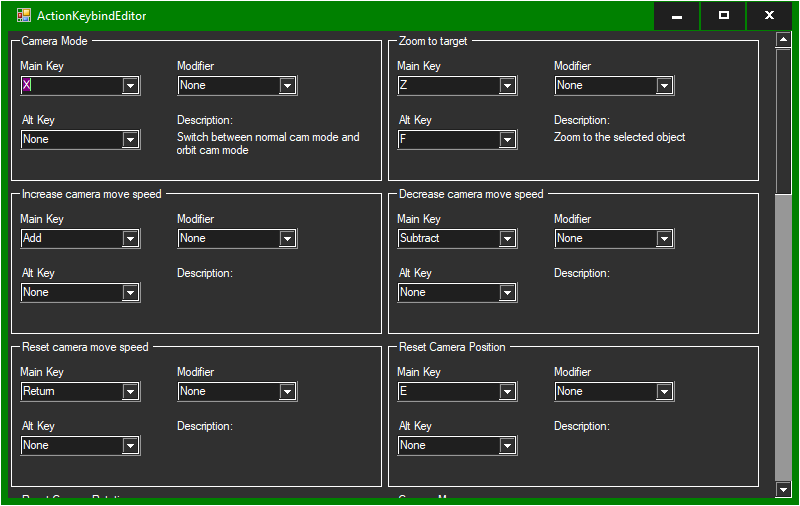 ActionKeybindEditor
Camera Mode
Main Key
Modifier
X
None
Alt Key
Description:
None
Switch between normal cam mode and
orbit cam mode
Zoom to target
Main Key
Modifier
Z
None
Alt Key
Description:
F
Zoom to the selected object
Increase camera move speed
Main Key
Modifier
Add
None
Alt Key
Description:
None
Decrease camera move speed
Main Key
Modifier
Subtract
None
Alt Key
Description:
None
Reset camera move speed
Main Key
Modifier
Return
None
Alt Key
Description:
None
Reset Camera Position
Main Key
Modifier
E
None
Alt Key
Description:
None